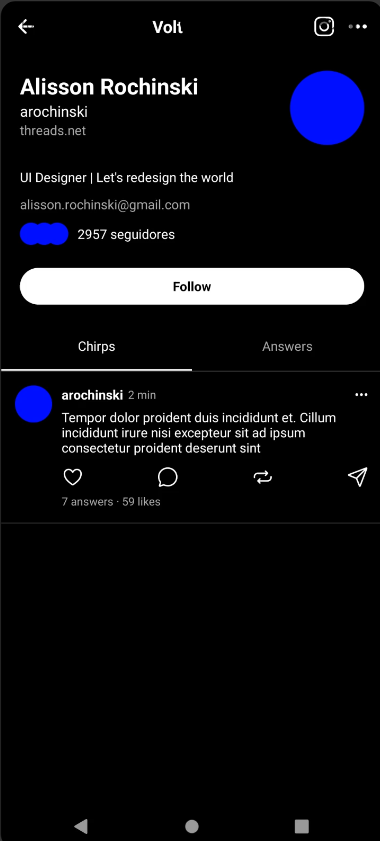 Volt
Alisson Rochinski
arochinski
threads.net
UI Designer | Let's redesign the world
alisson.rochinski@gmail.com
2957 seguidores
Follow
Chirps Answers
arochinski 2 min
Tempor dolor proident duis incididunt et. Cillum
incididunt irure nisi excepteur sit ad ipsum
consectetur proident deserunt sint
7 answers · 59 likes